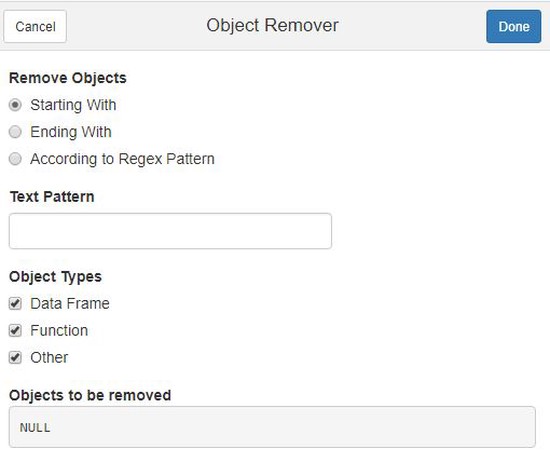 Cancel Object Remover Done
Remove Objects
Starting With
Ending With
According to Regex Pattern
Text Pattern
Object Types
Data Frame
Function
Other
Objects to be removed
NULL